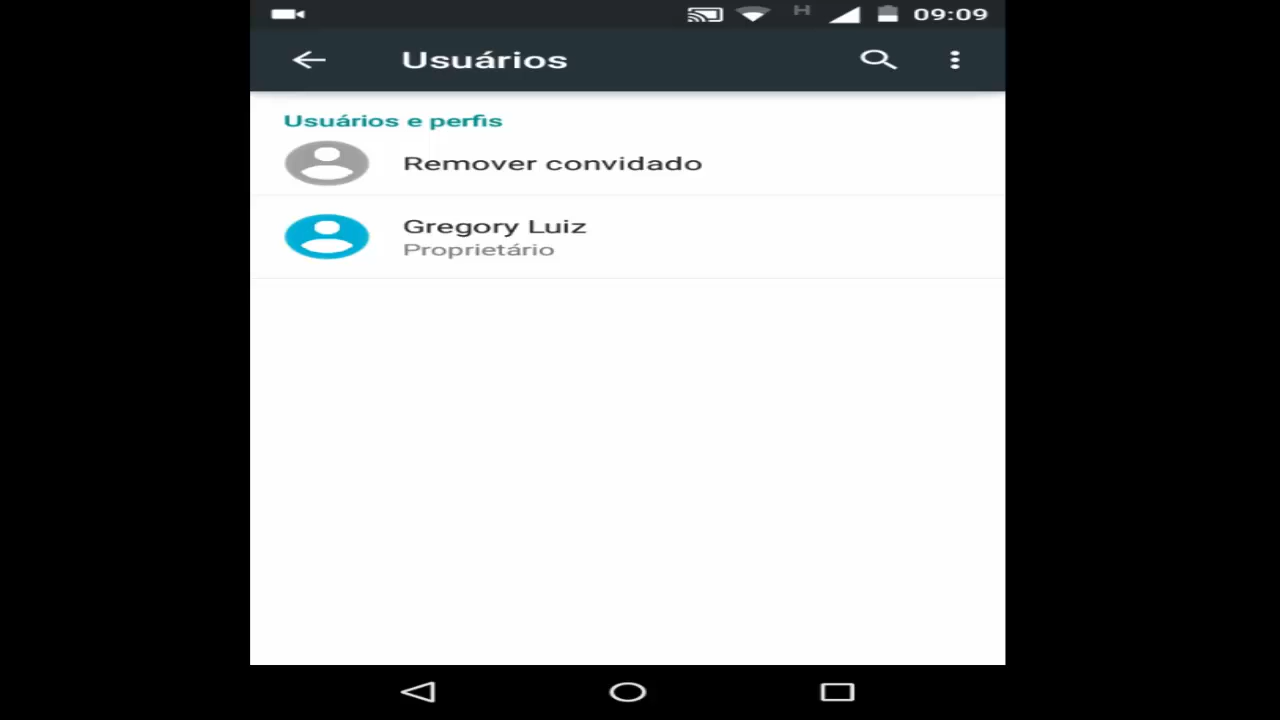 H 09:09
Usuários
Usuários e perfis
Remover convidado
Gregory Luiz
Proprietário